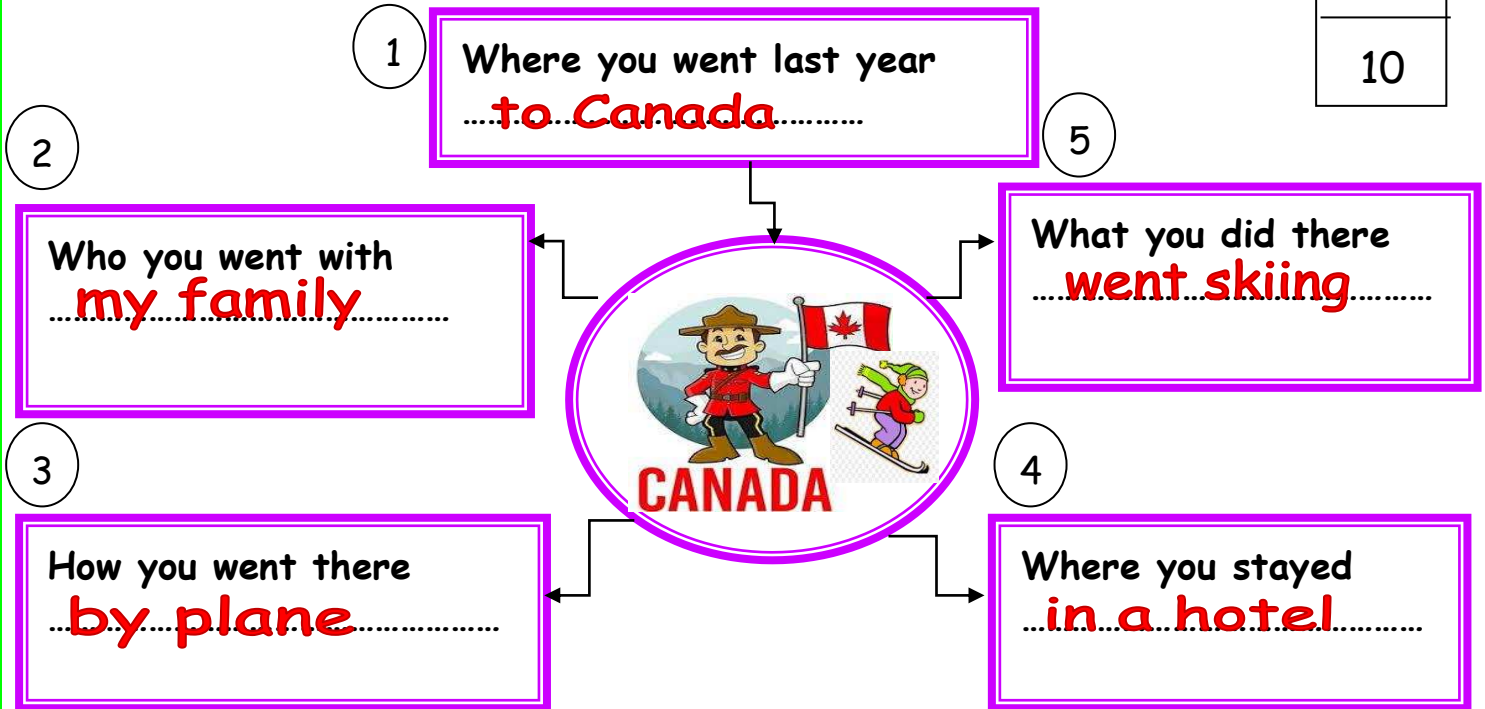 1
Where you went last year
to Canada
10
2
Who you went with
my family
5
What you did there
went skiing
CANADA
3
How you went there
by plane
4
Where you stayed
in a hotel